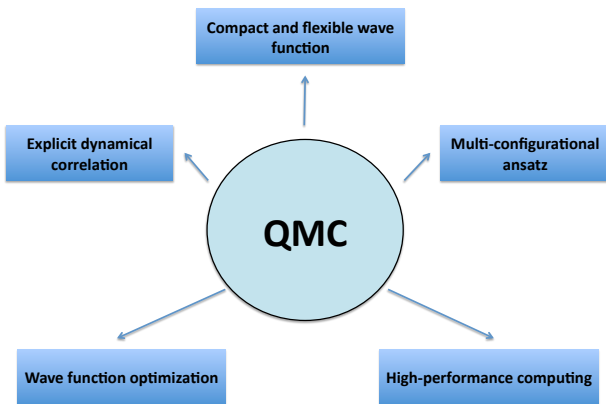 Compact and flexible wave
function
Explicit dynamical
correlation
Multi-configurational
ansatz
QMC
Wave function optimization
High-performance computing